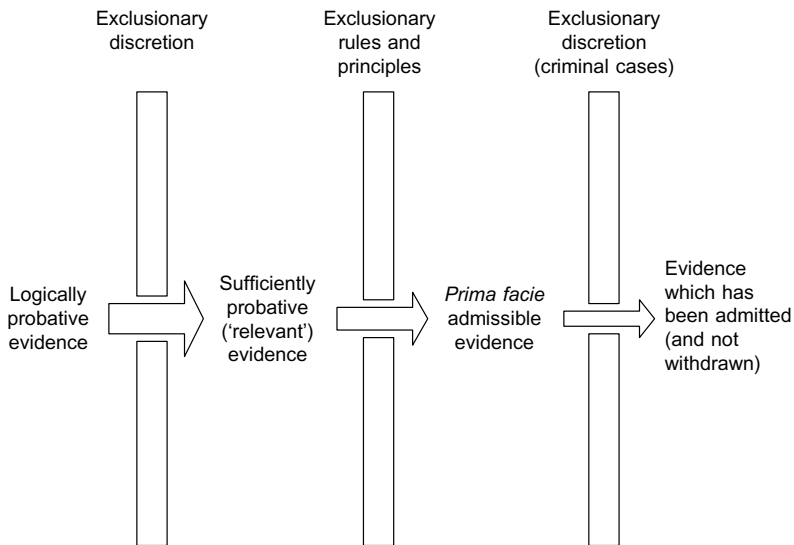 Exclusionary
discretion
Exclusionary
rules and
principles
Exclusionary
discretion
(criminal cases)
Logically
probative
evidence
Sufficiently
probative
(‘relevant’)
evidence
Prima facie
admissible
evidence
Evidence
which has
been admitted
(and not
withdrawn)